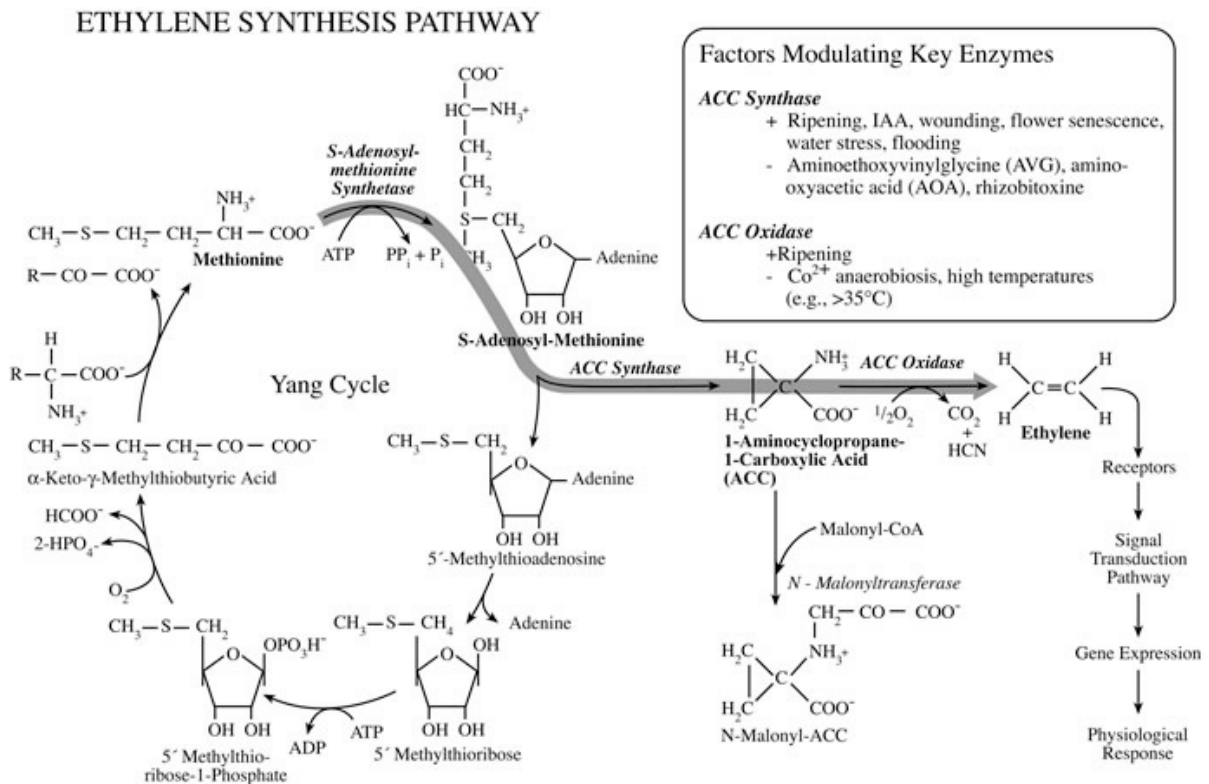 ETHYLENE SYNTHESIS PATHWAY
Factors Modulating Key Enzymes
ACC Synthase
+ Ripening, IAA, wounding, flower senescence,
water stress, flooding
- Aminoethoxyvinylglycine (AVG), amino-
oxyacetic acid (AOA), rhizobitoxine
ACC Oxidase
+Ripening
- Co²⁺ anaerobiosis, high temperatures
(e.g., >35°C)
COO⁻
HC—NH₃⁺
CH₂
CH₂
S—CH₂
CH₃
O
Adenine
OH OH
S-Adenosyl-Methionine
S-Adenosyl-
methionine
Synthetase
ATP
PPᵢ + Pᵢ
NH₃⁺
CH₃—S—CH₂—CH₂—CH—COO⁻
Methionine
R—CO—COO⁻
H
R—C—COO⁻
NH₃⁺
Yang Cycle
CH₃—S—CH₂—CH₂—CO—COO⁻
α-Keto-γ-Methylthiobutyric Acid
HCOO⁻
2-HPO₄⁻
O₂
ACC Synthase
H₂C
NH₃⁺
C
H₂C
COO⁻
1-Aminocyclopropane-
1-Carboxylic Acid
(ACC)
ACC Oxidase
½O₂
CO₂
+
HCN
H H
C=C
H H
Ethylene
Receptors
Signal
Transduction
Pathway
Gene Expression
Physiological
Response
CH₃—S—CH₂
O
Adenine
OH OH
5´-Methylthioadenosine
Adenine
CH₃—S—CH₄
OH
O
OH OH
5´ Methylthioribose
ATP
ADP
CH₃—S—CH₂
OPO₃H⁻
O
OH OH
5´ Methylthio-
ribose-1-Phosphate
Malonyl-CoA
N - Malonyltransferase
CH₂—CO—COO⁻
NH₃⁺
H₂C
C
H₂C
COO⁻
N-Malonyl-ACC